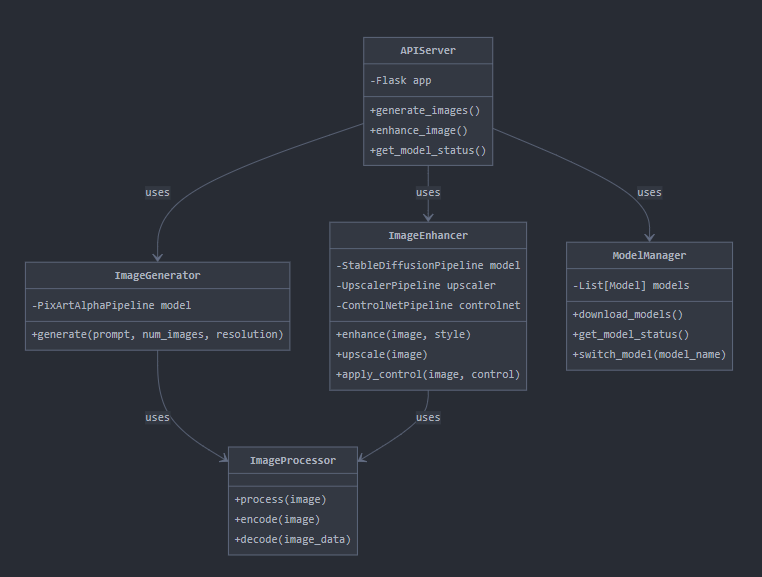 APIServer
-Flask app
+generate_images()
+enhance_image()
+get_model_status()
uses
uses
uses
ImageEnhancer
-StableDiffusionPipeline model
-UpscalerPipeline upscaler
-ControlNetPipeline controlnet
+enhance(image, style)
+upscale(image)
+apply_control(image, control)
ModelManager
-List[Model] models
+download_models()
+get_model_status()
+switch_model(model_name)
ImageGenerator
-PixArtAlphaPipeline model
+generate(prompt, num_images, resolution)
uses
uses
ImageProcessor
+process(image)
+encode(image)
+decode(image_data)